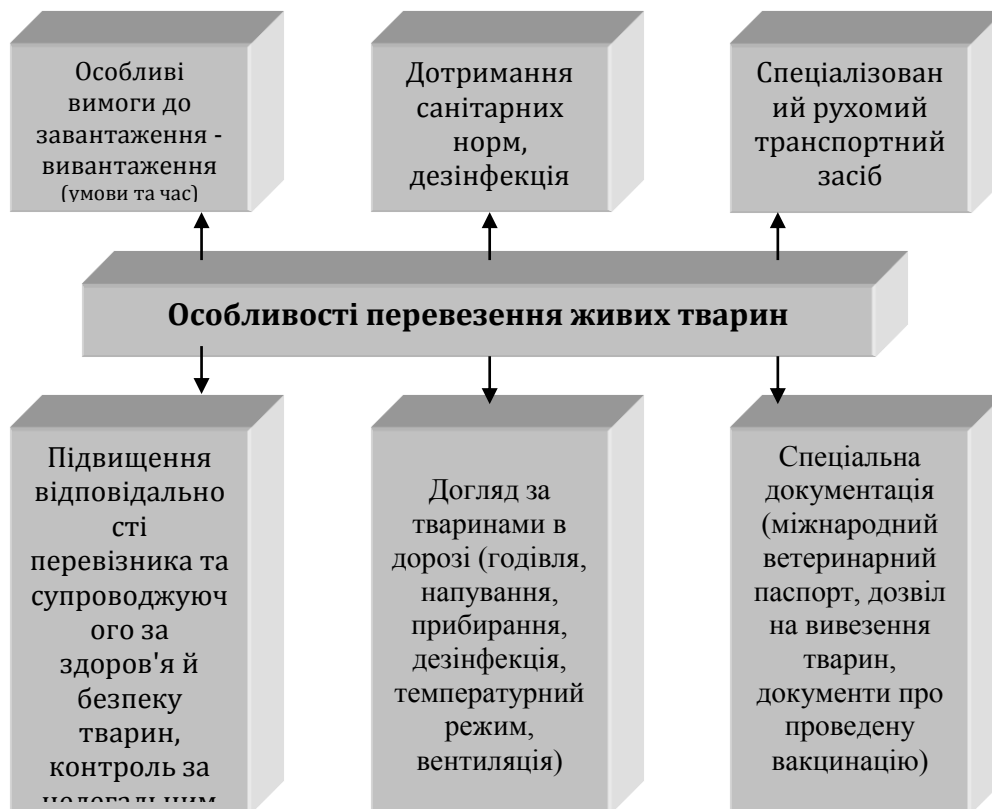 Особливі
вимоги до
завантаження -
вивантаження
(умови та час)
Дотримання
санітарних
норм,
дезінфекція
Спеціалізован
ий рухомий
транспортний
засіб
Особливості перевезення живих тварин
Підвищення
відповідально
сті
перевізника та
супроводжуюч
ого за
здоров'я й
безпеку
тварин,
контроль за
Догляд за
тваринами в
дорозі (годівля,
напування,
прибирання,
дезінфекція,
температурний
режим,
вентиляція)
Спеціальна
документація
(міжнародний
ветеринарний
паспорт, дозвіл
на вивезення
тварин,
документи про
проведену
вакцинацію)